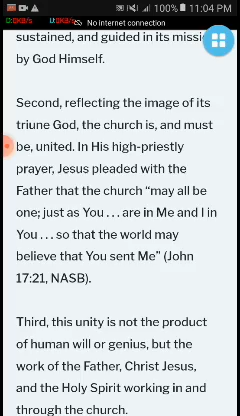 100% 11:04 PM
0KB/s U:0KB/s No internet connection
sustained, and guided in its missi
by God Himself.
Second, reflecting the image of its
triune God, the church is, and must
be, united. In His high-priestly
prayer, Jesus pleaded with the
Father that the church “may all be
one; just as You . . . are in Me and I in
You . . . so that the world may
believe that You sent Me” (John
17:21, NASB).
Third, this unity is not the product
of human will or genius, but the
work of the Father, Christ Jesus,
and the Holy Spirit working in and
through the church.